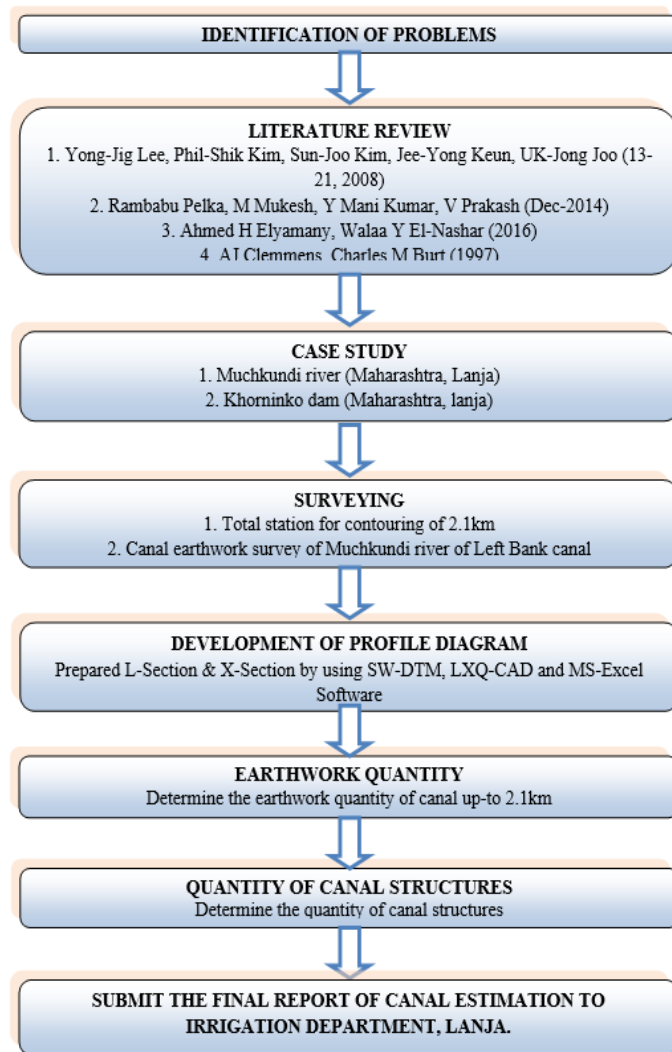 IDENTIFICATION OF PROBLEMS
LITERATURE REVIEW
1. Yong-Jig Lee, Phil-Shik Kim, Sun-Joo Kim, Jee-Yong Keun, UK-Jong Joo (13-
21, 2008)
2. Rambabu Pelka, M Mukesh, Y Mani Kumar, V Prakash (Dec-2014)
3. Ahmed H Elyamany, Walaa Y El-Nashar (2016)
4. AJ Clemmens, Charles M Burt (1997)
CASE STUDY
1. Muchkundi river (Maharashtra, Lanja)
2. Khorninko dam (Maharashtra, lanja)
SURVEYING
1. Total station for contouring of 2.1km
2. Canal earthwork survey of Muchkundi river of Left Bank canal
DEVELOPMENT OF PROFILE DIAGRAM
Prepared L-Section & X-Section by using SW-DTM, LXQ-CAD and MS-Excel
Software
EARTHWORK QUANTITY
Determine the earthwork quantity of canal up-to 2.1km
QUANTITY OF CANAL STRUCTURES
Determine the quantity of canal structures
SUBMIT THE FINAL REPORT OF CANAL ESTIMATION TO
IRRIGATION DEPARTMENT, LANJA.